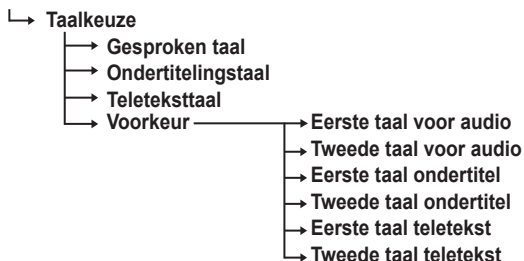 Taalkeuze
Gesproken taal
Ondertitelingstaal
Teleteksttaal
Voorkeur
Eerste taal voor audio
Tweede taal voor audio
Eerste taal ondertitel
Tweede taal ondertitel
Eerste taal teletekst
Tweede taal teletekst